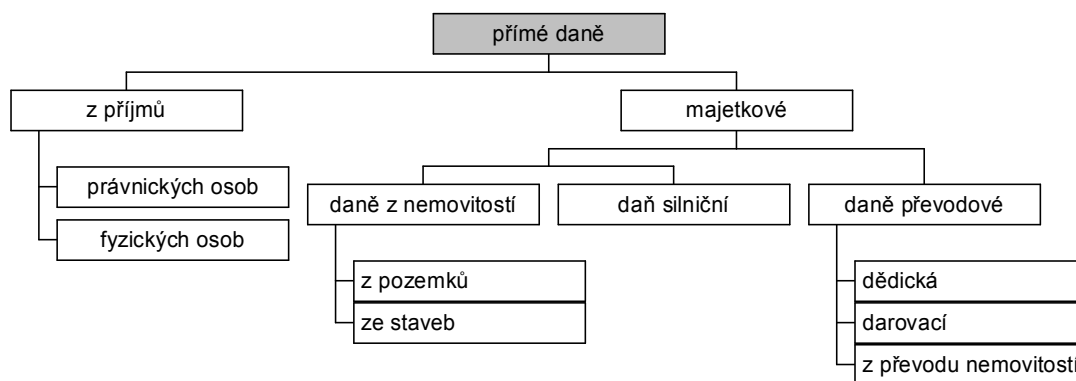 přímé daně
z příjmů
majetkové
právnických osob
fyzických osob
daně z nemovitostí
daň silniční
daně převodové
z pozemků
ze staveb
dědická
darovací
z převodu nemovitostí